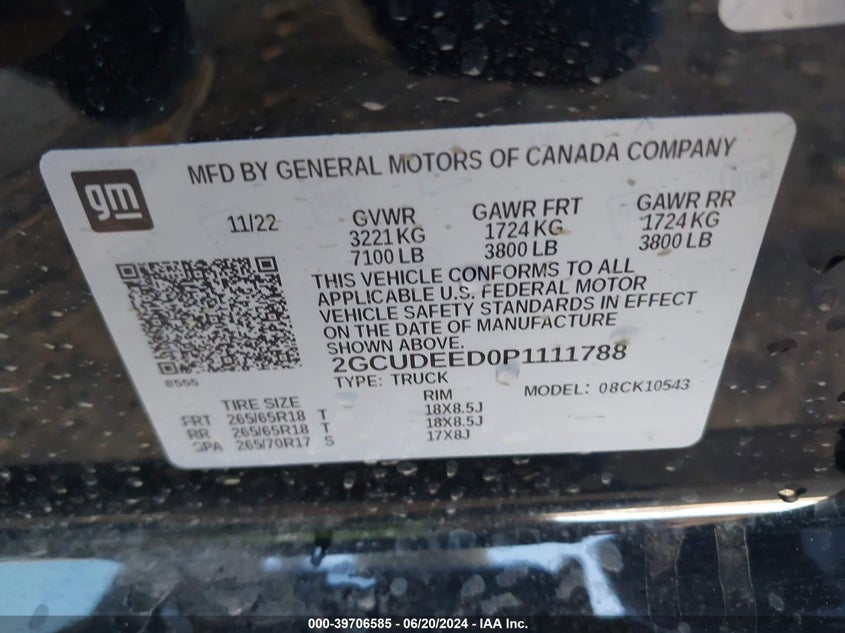 MFD BY GENERAL MOTORS OF CANADA COMPANY
gm
11/22
GVWR
3221 KG
7100 LB
GAWR FRT
1724 KG
3800 LB
GAWR RR
1724 KG
3800 LB
THIS VEHICLE CONFORMS TO ALL
APPLICABLE U.S. FEDERAL MOTOR
VEHICLE SAFETY STANDARDS IN EFFECT
ON THE DATE OF MANUFACTURE
SHOWN ABOVE.
8555
2GCUDEED0P1111788
TYPE: TRUCK
MODEL: 08CK10543
TIRE SIZE RIM
FRT 265/65R18 T 18X8.5J
RR 265/65R18 T 18X8.5J
SPA 265/70R17 S 17X8J
000-39706585 - 06/20/2024 - IAA Inc.